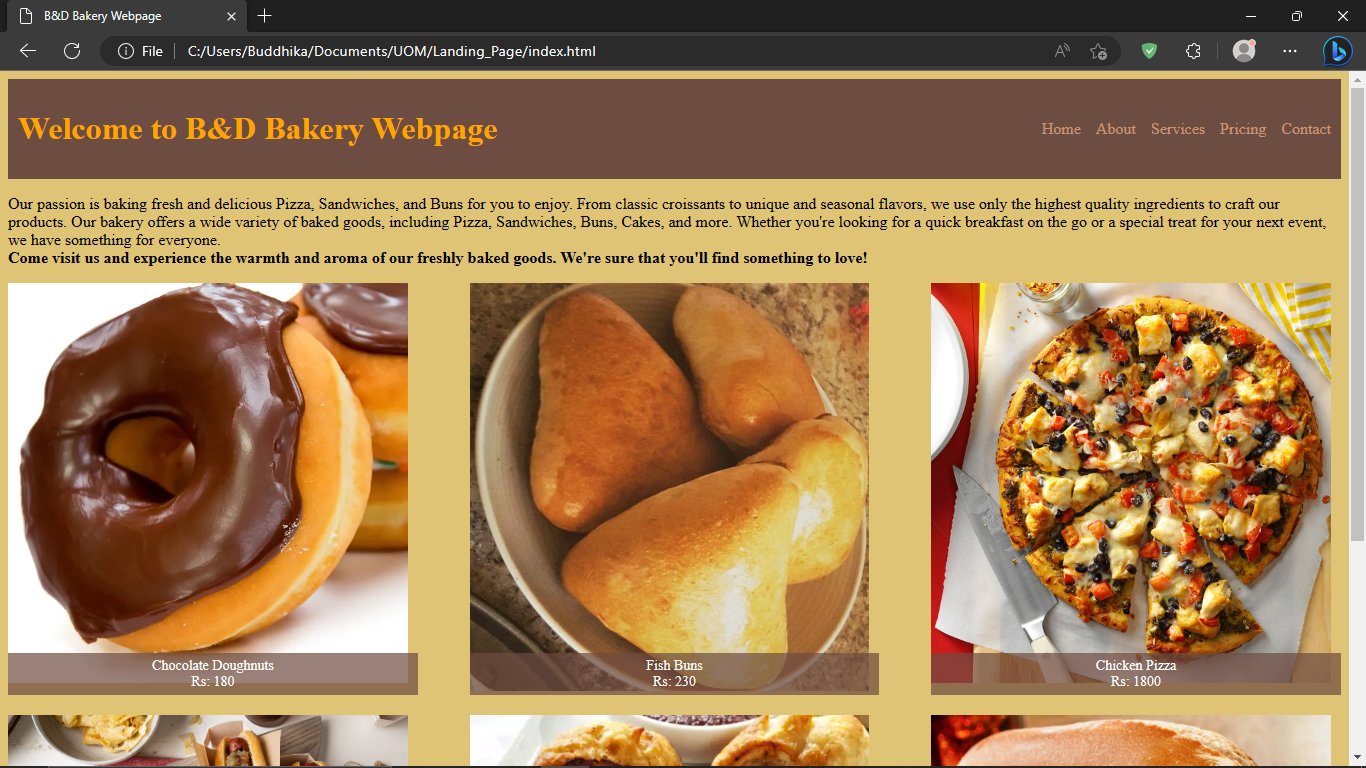 B&D Bakery Webpage
File
C:/Users/Buddhika/Documents/UOM/Landing_Page/index.html
Welcome to B&D Bakery Webpage
Home About Services Pricing Contact
Our passion is baking fresh and delicious Pizza, Sandwiches, and Buns for you to enjoy. From classic croissants to unique and seasonal flavors, we use only the highest quality ingredients to craft our
products. Our bakery offers a wide variety of baked goods, including Pizza, Sandwiches, Buns, Cakes, and more. Whether you're looking for a quick breakfast on the go or a special treat for your next event,
we have something for everyone.
Come visit us and experience the warmth and aroma of our freshly baked goods. We're sure that you'll find something to love!
Chocolate Doughnuts
Rs: 180
Fish Buns
Rs: 230
Chicken Pizza
Rs: 1800